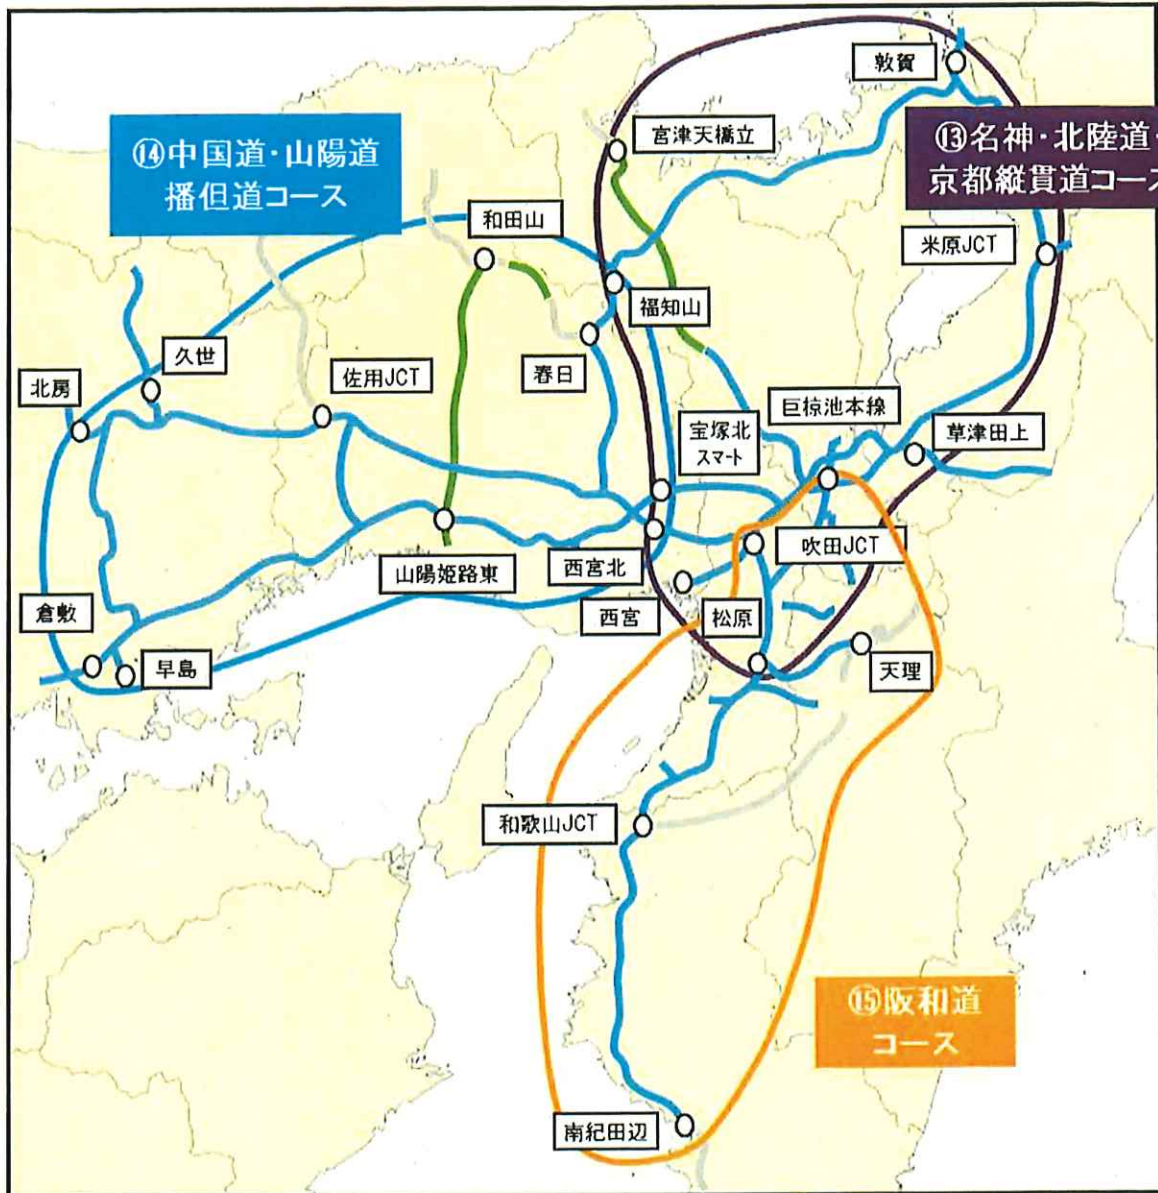 敦賀
⑬名神・北陸道・
京都縦貫道コース
⑭中国道・山陽道
播但道コース
宮津天橋立
和田山
米原JCT
福知山
久世
佐用JCT
春日
北房
巨椋池本線
宝塚北
スマート
草津田上
吹田JCT
山陽姫路東
西宮北
倉敷
西宮
松原
早島
天理
和歌山JCT
⑮阪和道
コース
南紀田辺